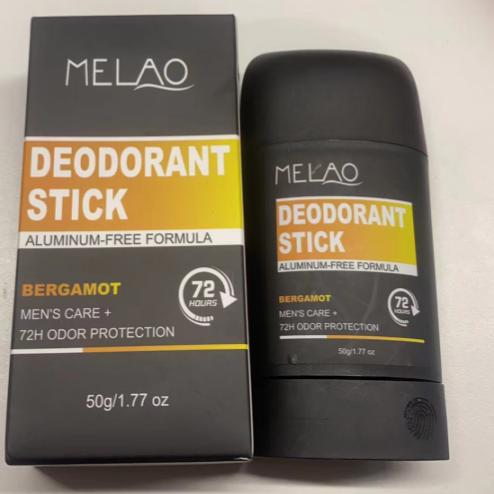 MELAO
DEODORANT
STICK
ALUMINUM-FREE FORMULA
BERGAMOT
MEN'S CARE +
72H ODOR PROTECTION
72
HOURS
50g/1.77 oz
MELAO
DEODORANT
STICK
ALUMINUM-FREE FORMULA
BERGAMOT
MEN'S CARE +
72H ODOR PROTECTION
72
HOURS
50g/1.77 oz